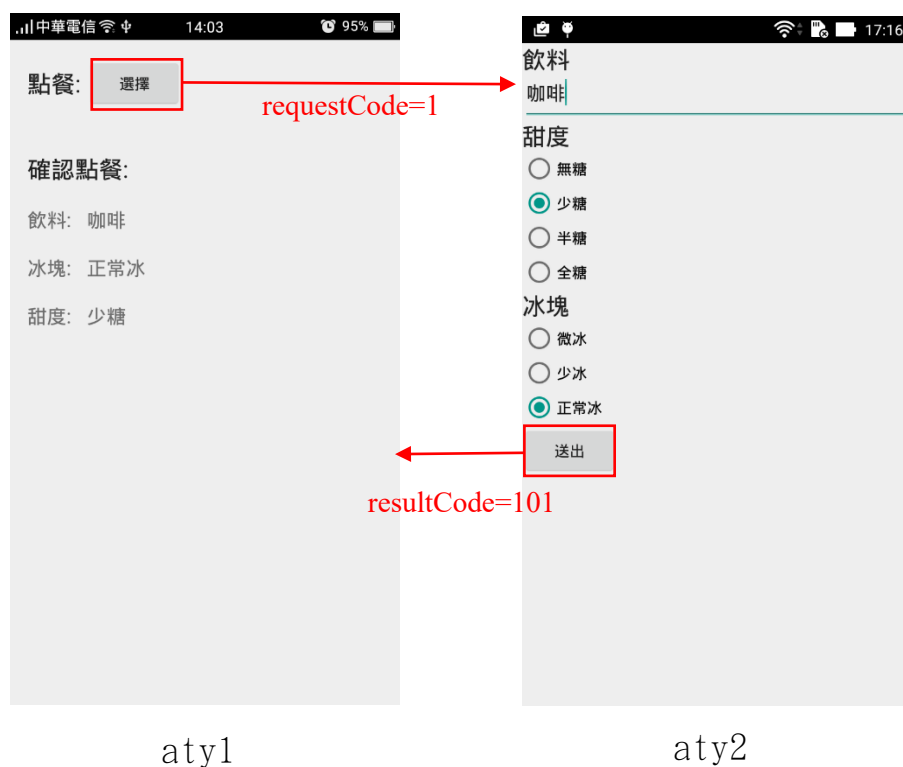 中華電信 14:03 95%
點餐: 選擇
requestCode=1
確認點餐:
飲料: 咖啡
冰塊: 正常冰
甜度: 少糖
aty1
17:16
飲料
咖啡
甜度
無糖
少糖
半糖
全糖
冰塊
微冰
少冰
正常冰
送出
resultCode=101
aty2